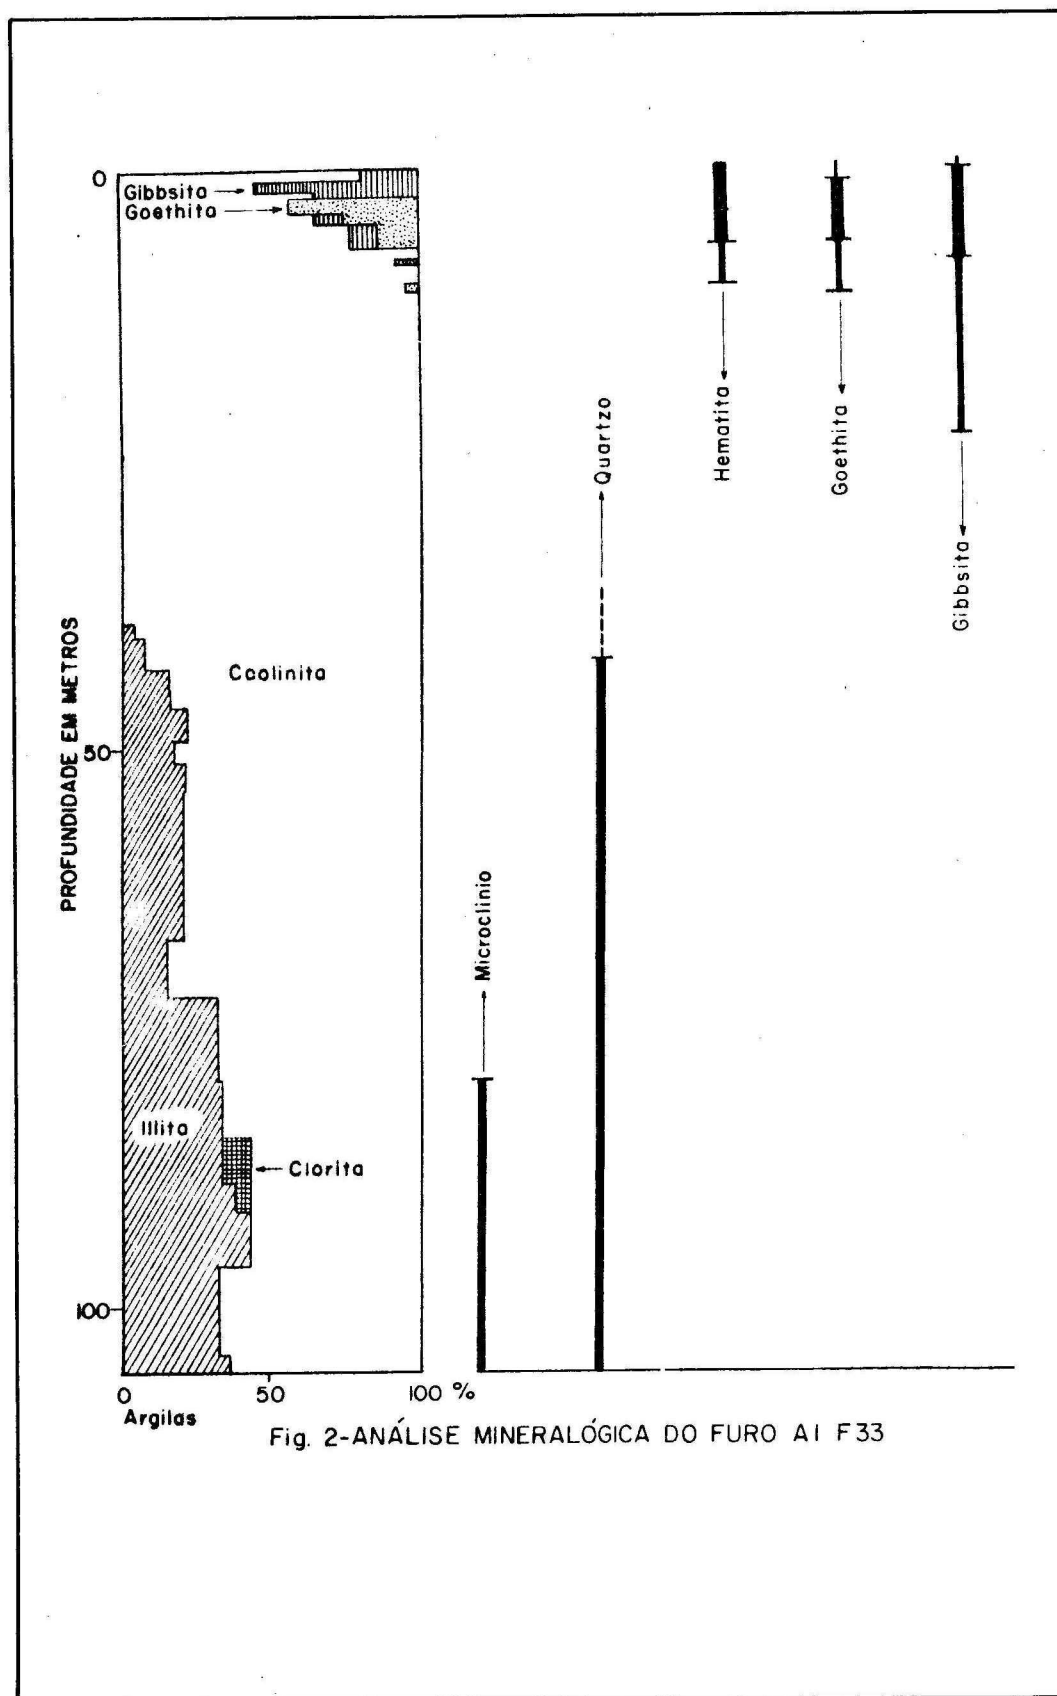 0
Gibbsita
Goethita
Hematita
Goethita
Gibbsita
Quartzo
PROFUNDIDADE EM METROS
Caolinita
50
Microclinio
Illita
Clorita
100
0 50 100 %
Argilas
Fig. 2-ANÁLISE MINERALÓGICA DO FURO A1 F33